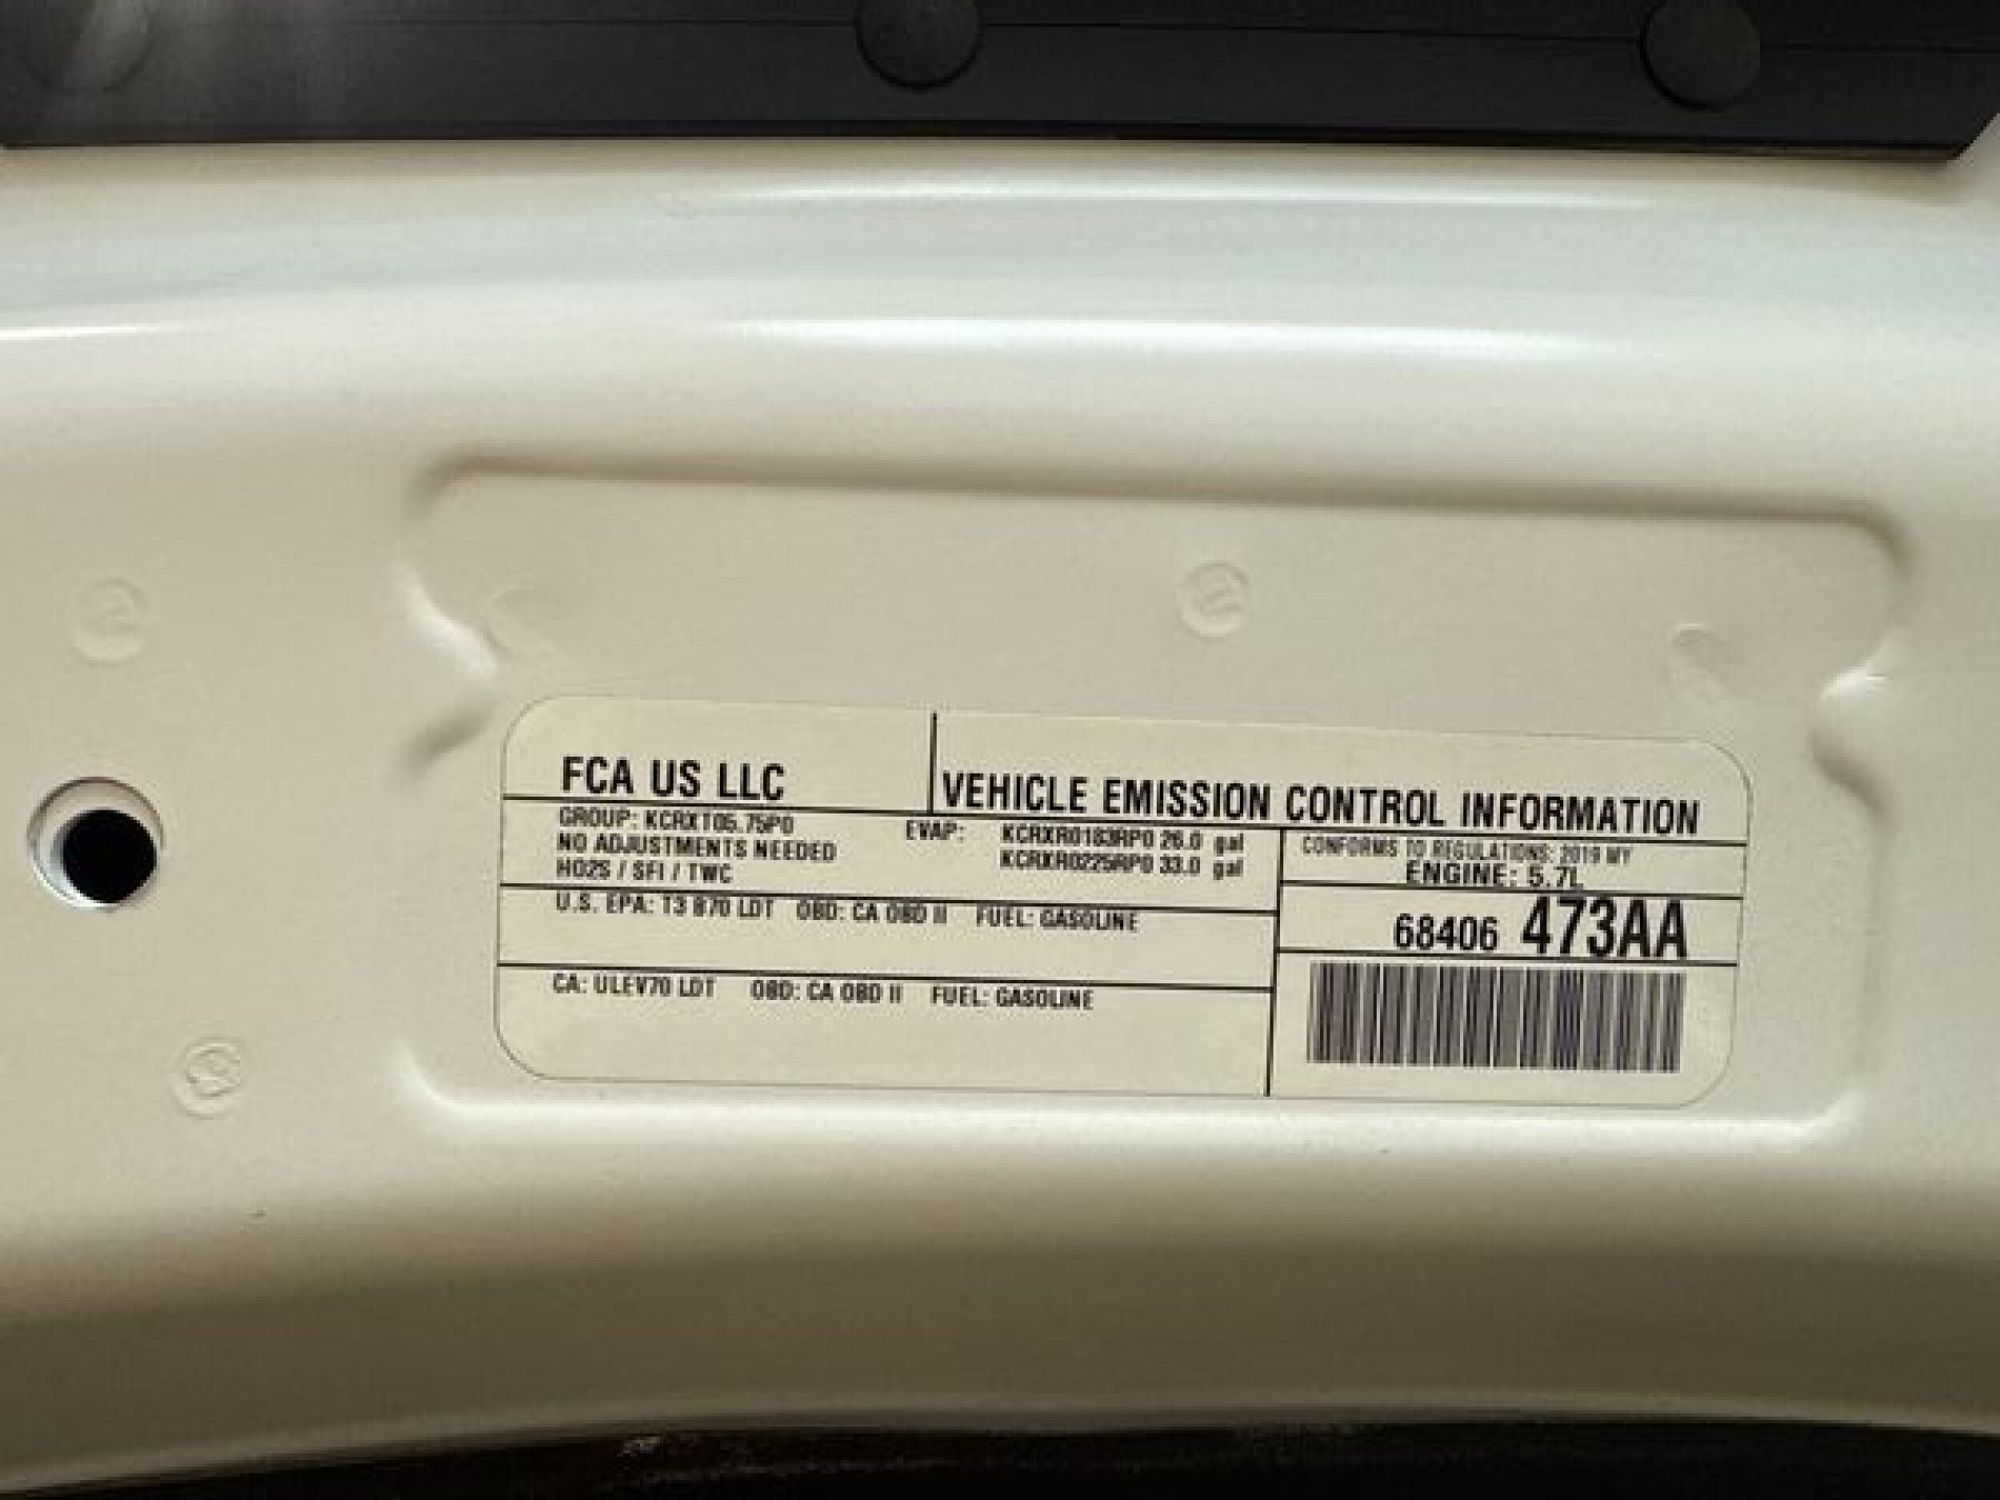 FCA US LLC
VEHICLE EMISSION CONTROL INFORMATION
GROUP: KCRXT05.75P0
NO ADJUSTMENTS NEEDED
HO2S / SFI / TWC
EVAP: KCRXR0183RP0 26.0 gal
KCRXR0225RP0 33.0 gal
CONFORMS TO REGULATIONS: 2019 MY
ENGINE: 5.7L
U.S. EPA: T3 B70 LDT OBD: CA OBD II FUEL: GASOLINE
68406 473AA
CA: ULEV70 LDT OBD: CA OBD II FUEL: GASOLINE